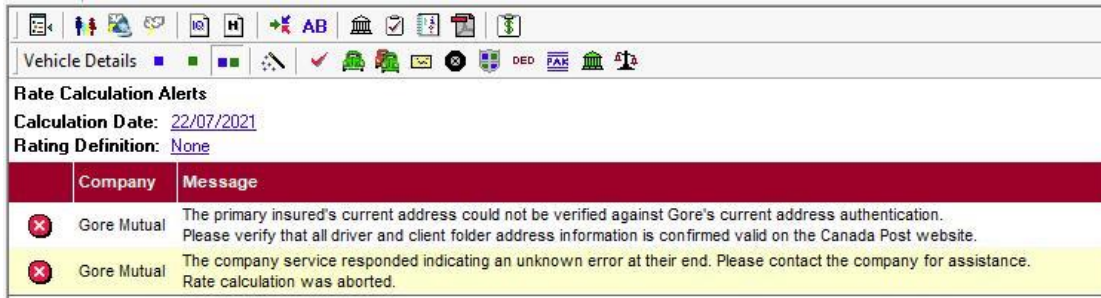 IQ H AB
Vehicle Details DED PAK
Rate Calculation Alerts
Calculation Date: 22/07/2021
Rating Definition: None
Company Message
Gore Mutual The primary insured's current address could not be verified against Gore's current address authentication.
Please verify that all driver and client folder address information is confirmed valid on the Canada Post website.
Gore Mutual The company service responded indicating an unknown error at their end. Please contact the company for assistance.
Rate calculation was aborted.